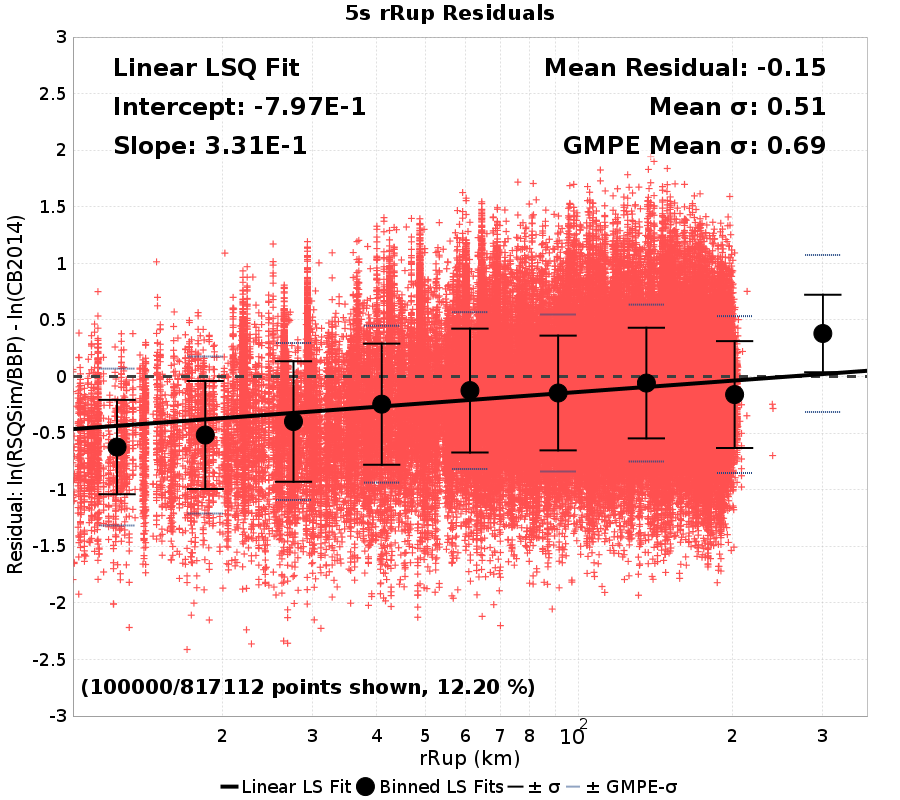 5s rRup Residuals
Linear LSQ Fit
Intercept: -7.97E-1
Slope: 3.31E-1
Mean Residual: -0.15
Mean σ: 0.51
GMPE Mean σ: 0.69
Residual: ln(RSQSim/BBP) - ln(CB2014)
3
2.5
2
1.5
1
0.5
0
-0.5
-1
-1.5
-2
-2.5
-3
(100000/817112 points shown, 12.20 %)
2 3 4 5 6 7 8 10² 2 3
rRup (km)
Linear LS Fit Binned LS Fits ± σ ± GMPE-σ